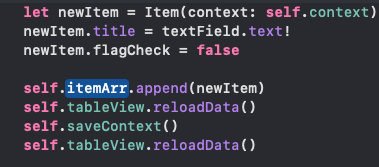 let newItem = Item(context: self.context)
newItem.title = textField.text!
newItem.flagCheck = false
self.itemArr.append(newItem)
self.tableView.reloadData()
self.saveContext()
self.tableView.reloadData()